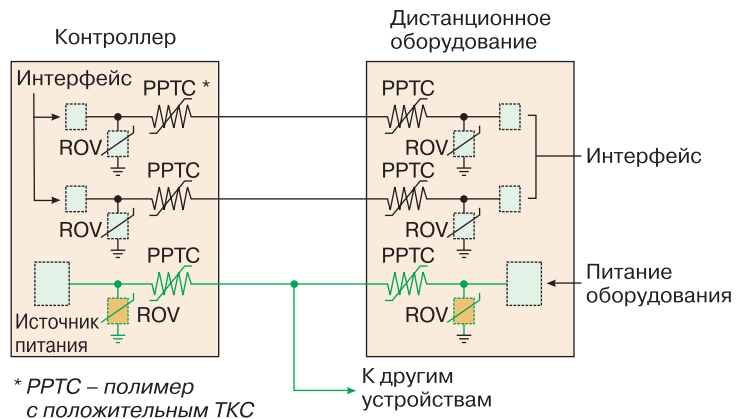 Контроллер
Дистанционное
оборудование
Интерфейс
PPTC *
PPTC
ROV
ROV
Интерфейс
PPTC
PPTC
ROV
ROV
PPTC
PPTC
Питание
оборудования
Источник
питания
ROV
ROV
* PPTC – полимер
с положительным ТКС
К другим
устройствам